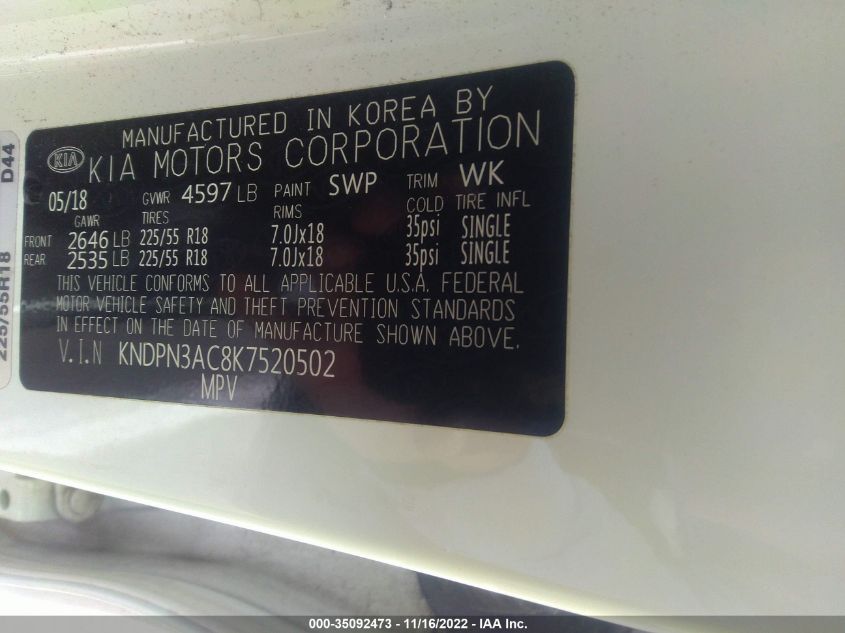 MANUFACTURED IN KOREA BY
KIA KIA MOTORS CORPORATION
05/18 GVWR 4597 LB PAINT SWP TRIM WK
GAWR TIRES RIMS COLD TIRE INFL
FRONT 2646 LB 225/55 R18 7.0Jx18 35psi SINGLE
REAR 2535 LB 225/55 R18 7.0Jx18 35psi SINGLE
THIS VEHICLE CONFORMS TO ALL APPLICABLE U.S.A. FEDERAL
MOTOR VEHICLE SAFETY AND THEFT PREVENTION STANDARDS
IN EFFECT ON THE DATE OF MANUFACTURE SHOWN ABOVE.
V.I.N KNDPN3AC8K7520502
MPV
225/55R18 D44
000-35092473 - 11/16/2022 - IAA Inc.